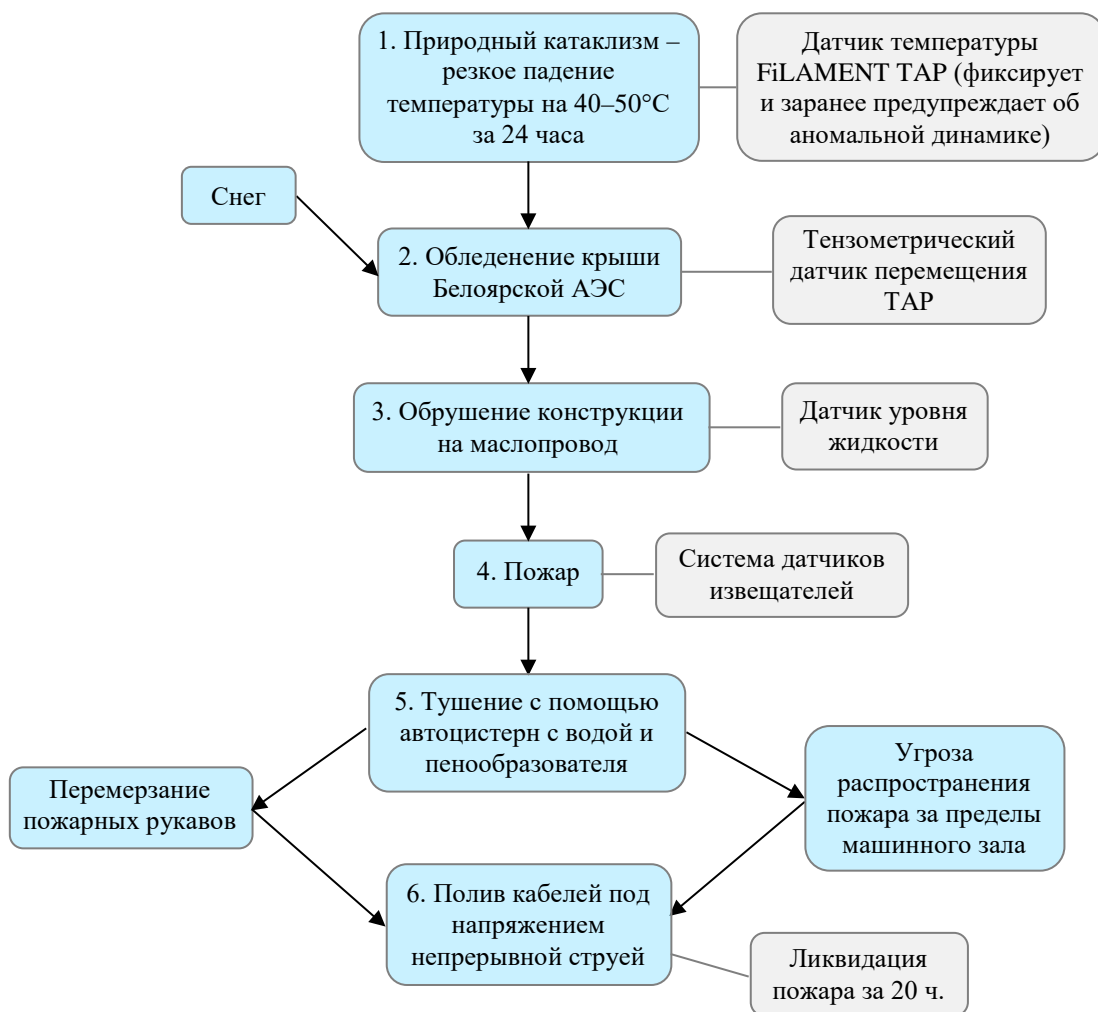 1. Природный катаклизм –
резкое падение
температуры на 40–50°С
за 24 часа
Датчик температуры
FiLAMENT TAP (фиксирует
и заранее предупреждает об
аномальной динамике)
Снег
2. Обледенение крыши
Белоярской АЭС
Тензометрический
датчик перемещения
ТАР
3. Обрушение конструкции
на маслопровод
Датчик уровня
жидкости
4. Пожар
Система датчиков
извещателей
5. Тушение с помощью
автоцистерн с водой и
пенообразователя
Перемерзание
пожарных рукавов
Угроза
распространения
пожара за пределы
машинного зала
6. Полив кабелей под
напряжением
непрерывной струей
Ликвидация
пожара за 20 ч.